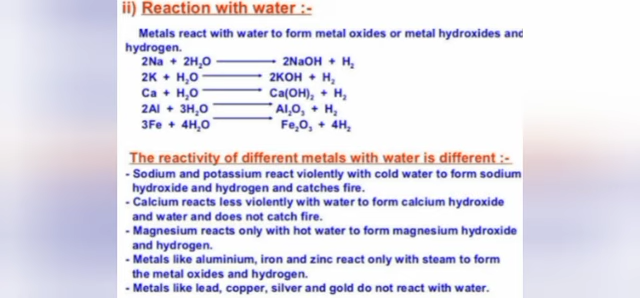 ii) Reaction with water :-
Metals react with water to form metal oxides or metal hydroxides and
hydrogen.
2Na + 2H₂O → 2NaOH + H₂
2K + H₂O → 2KOH + H₂
Ca + H₂O → Ca(OH)₂ + H₂
2Al + 3H₂O → Al₂O₃ + H₂
3Fe + 4H₂O → Fe₂O₃ + 4H₂
The reactivity of different metals with water is different :-
- Sodium and potassium react violently with cold water to form sodium
hydroxide and hydrogen and catches fire.
- Calcium reacts less violently with water to form calcium hydroxide
and water and does not catch fire.
- Magnesium reacts only with hot water to form magnesium hydroxide
and hydrogen.
- Metals like aluminium, iron and zinc react only with steam to form
the metal oxides and hydrogen.
- Metals like lead, copper, silver and gold do not react with water.